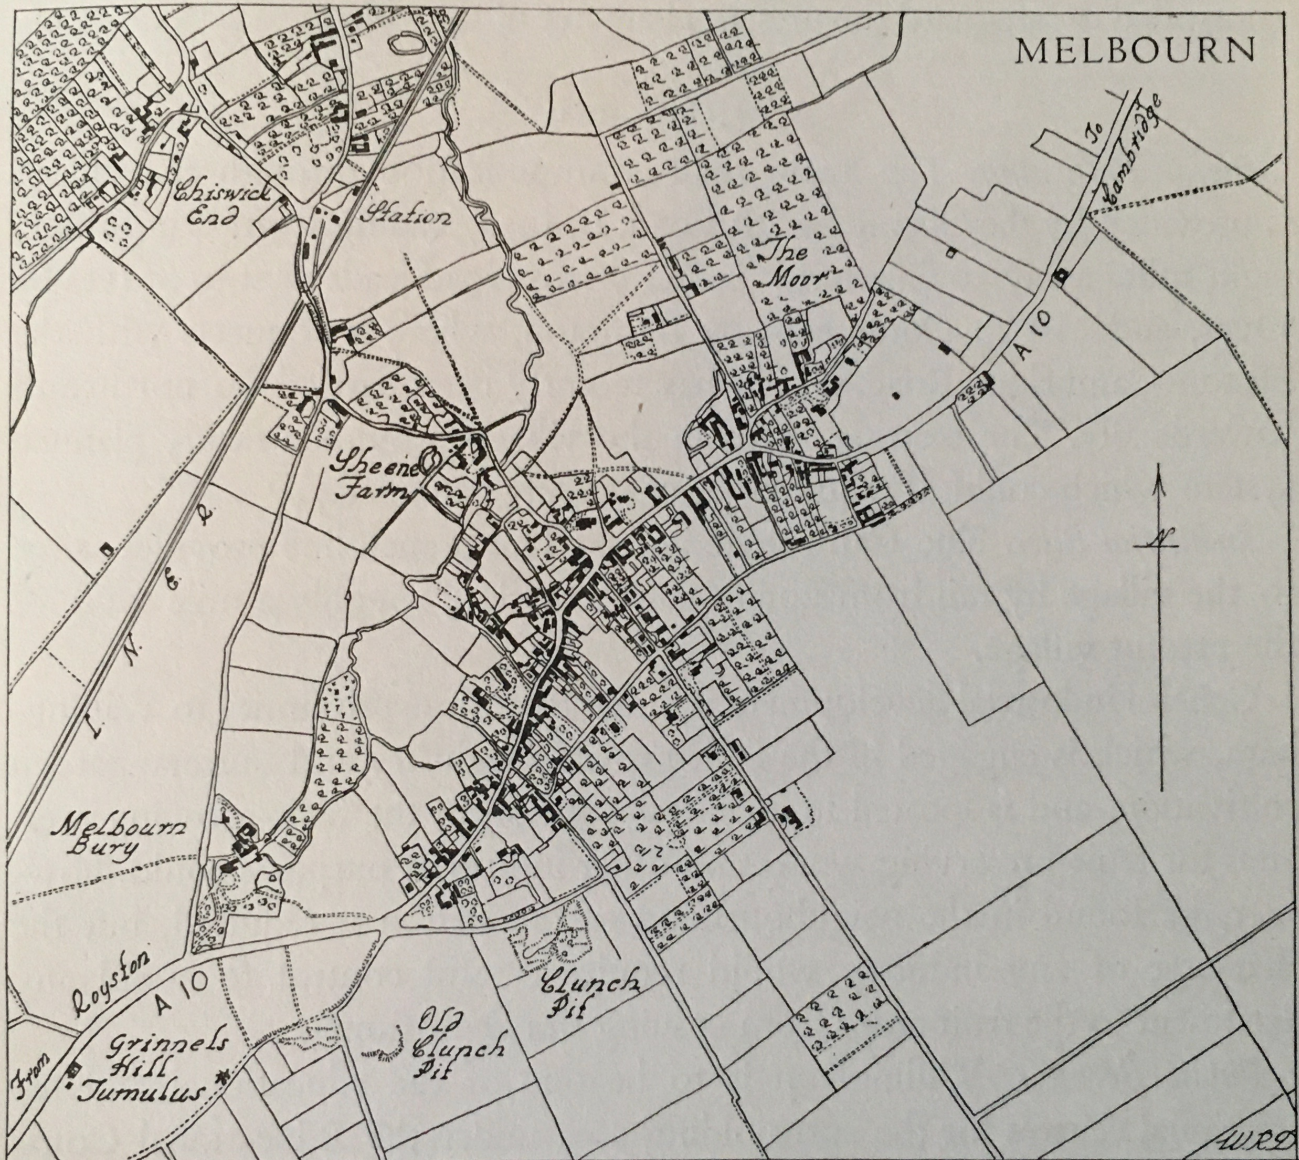 MELBOURN
To
Cambridge
Chiswick
End
Station
The
Moor
A 10
Sheene
Farm
N
L. N. E. R.
Melbourn
Bury
From
Royston
A 10
Grinnels
Hill
Tumulus
Old
Clunch
Pit
Clunch
Pit
W.R.D